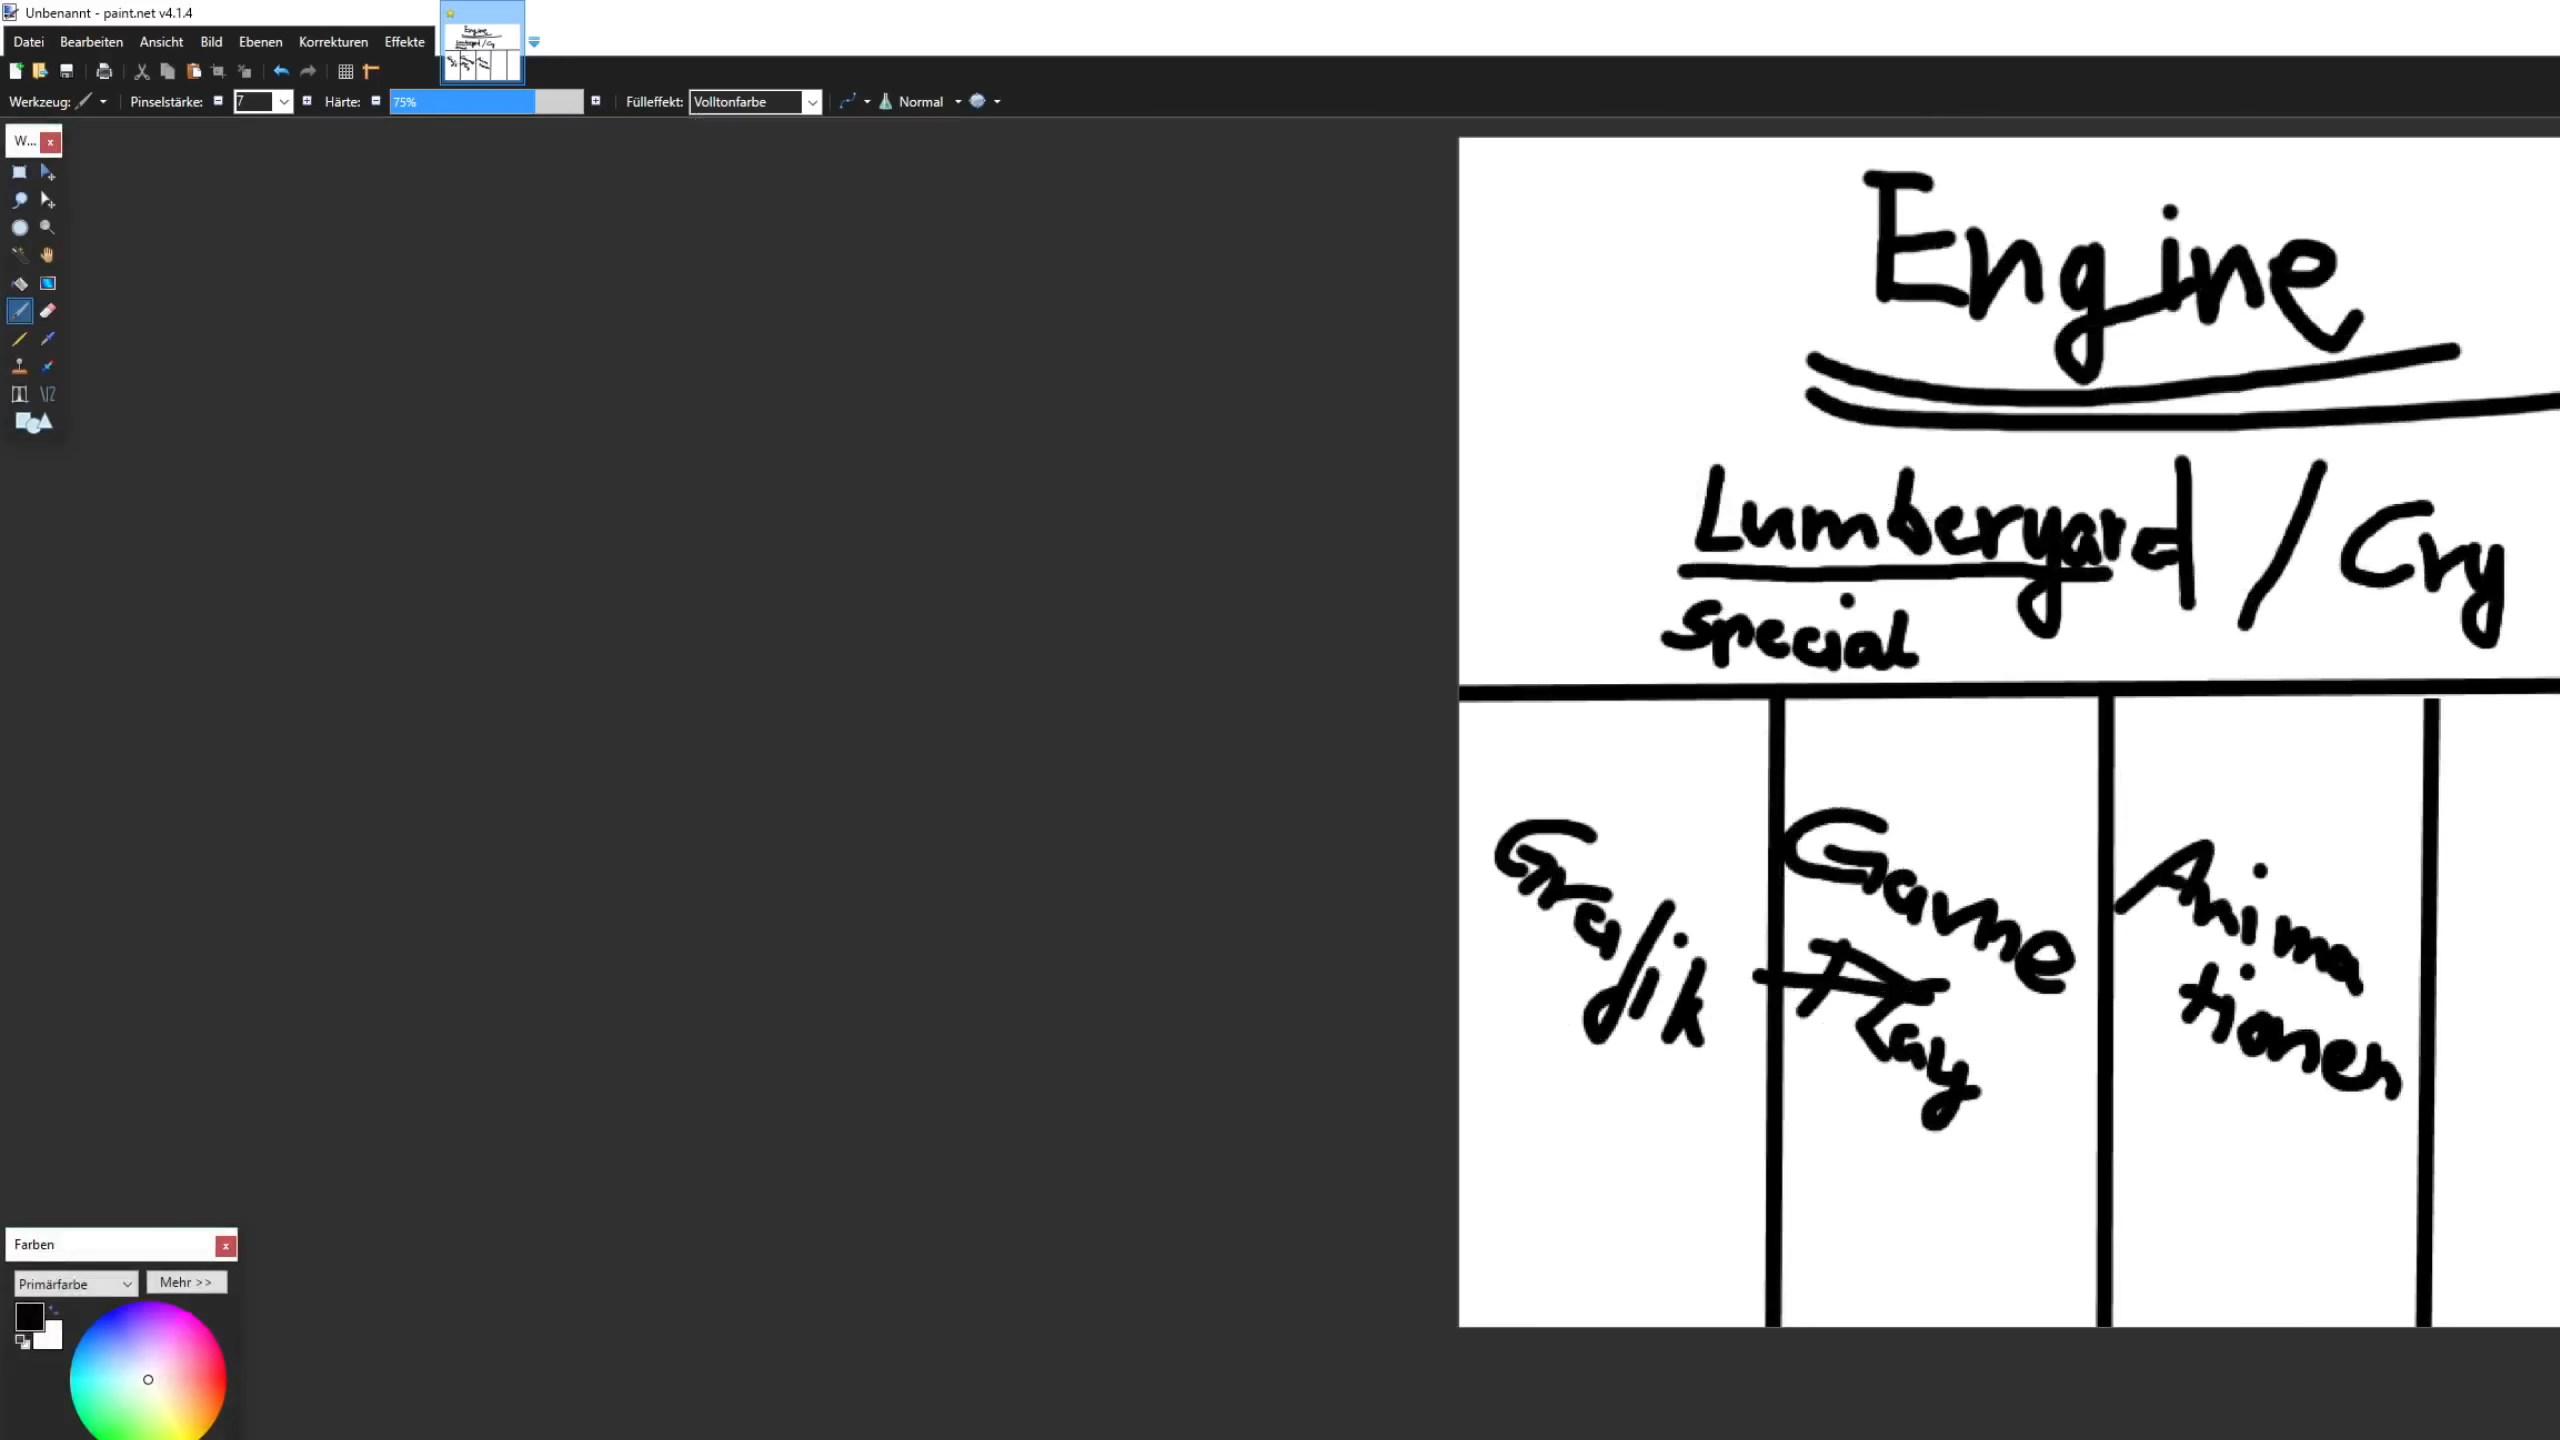 Unbenannt - paint.net v4.1.4
Datei Bearbeiten Ansicht Bild Ebenen Korrekturen Effekte
Werkzeug: Pinselstärke: 7 Härte: 75% Fülleffekt: Volltonfarbe Normal
W...
Engine
Lumberyard / Cry
special
Grafik
Game
Play
Anima
tionen
Farben
Primärfarbe Mehr >>